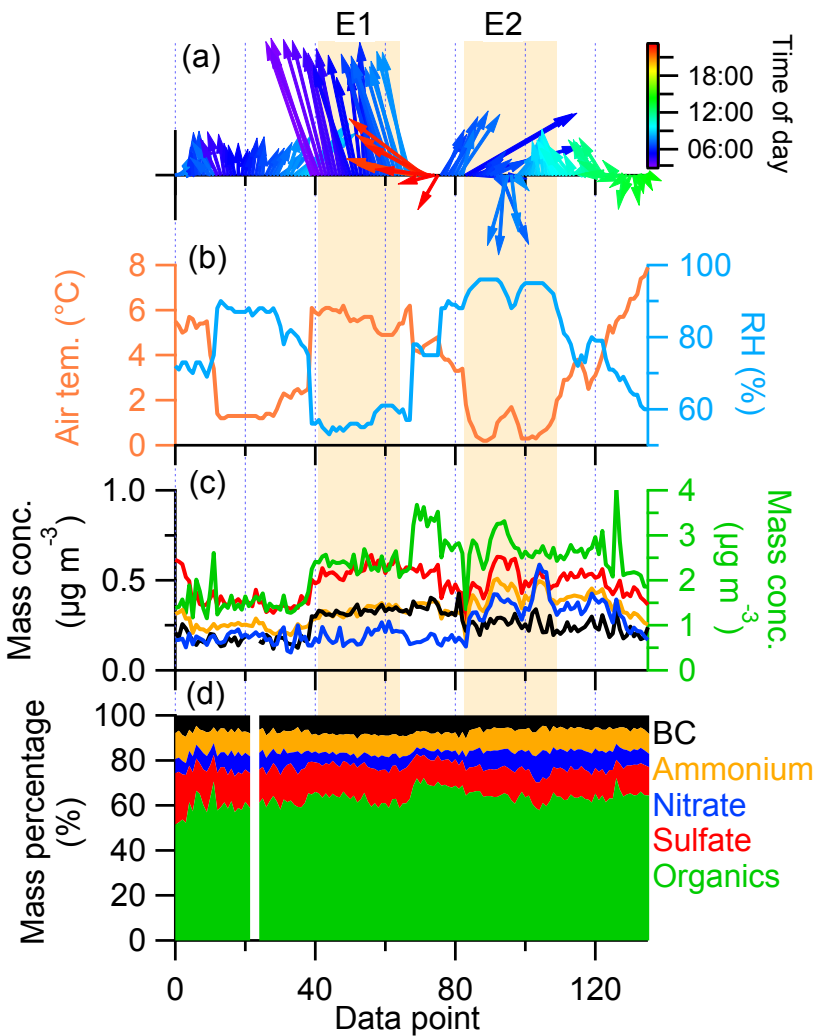 E1 E2
(a)
18:00
12:00
06:00
Time of day
(b)
8
6
4
2
0
Air tem. (°C)
100
80
60
RH (%)
(c)
1.0
0.5
0.0
Mass conc.
(µg m⁻³)
4
3
2
1
0
Mass conc.
(µg m⁻³)
(d)
100
80
60
40
20
0
Mass percentage
(%)
BC
Ammonium
Nitrate
Sulfate
Organics
0 40 80 120
Data point